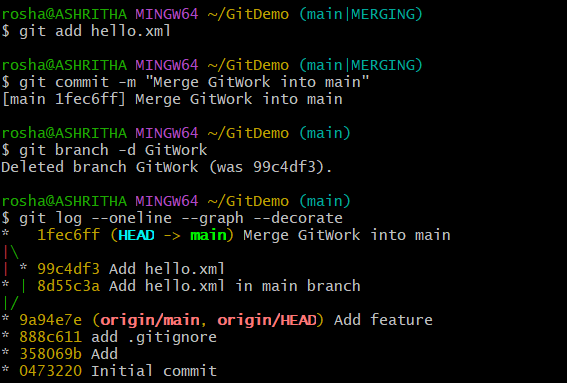 rosha@ASHRITHA MINGW64 ~/GitDemo (main|MERGING)
$ git add hello.xml
rosha@ASHRITHA MINGW64 ~/GitDemo (main|MERGING)
$ git commit -m "Merge GitWork into main"
[main 1fec6ff] Merge GitWork into main
rosha@ASHRITHA MINGW64 ~/GitDemo (main)
$ git branch -d GitWork
Deleted branch GitWork (was 99c4df3).
rosha@ASHRITHA MINGW64 ~/GitDemo (main)
$ git log --oneline --graph --decorate
*   1fec6ff (HEAD -> main) Merge GitWork into main
|\
| * 99c4df3 Add hello.xml
* | 8d55c3a Add hello.xml in main branch
|/
* 9a94e7e (origin/main, origin/HEAD) Add feature
* 888c611 add .gitignore
* 358069b Add
* 0473220 Initial commit